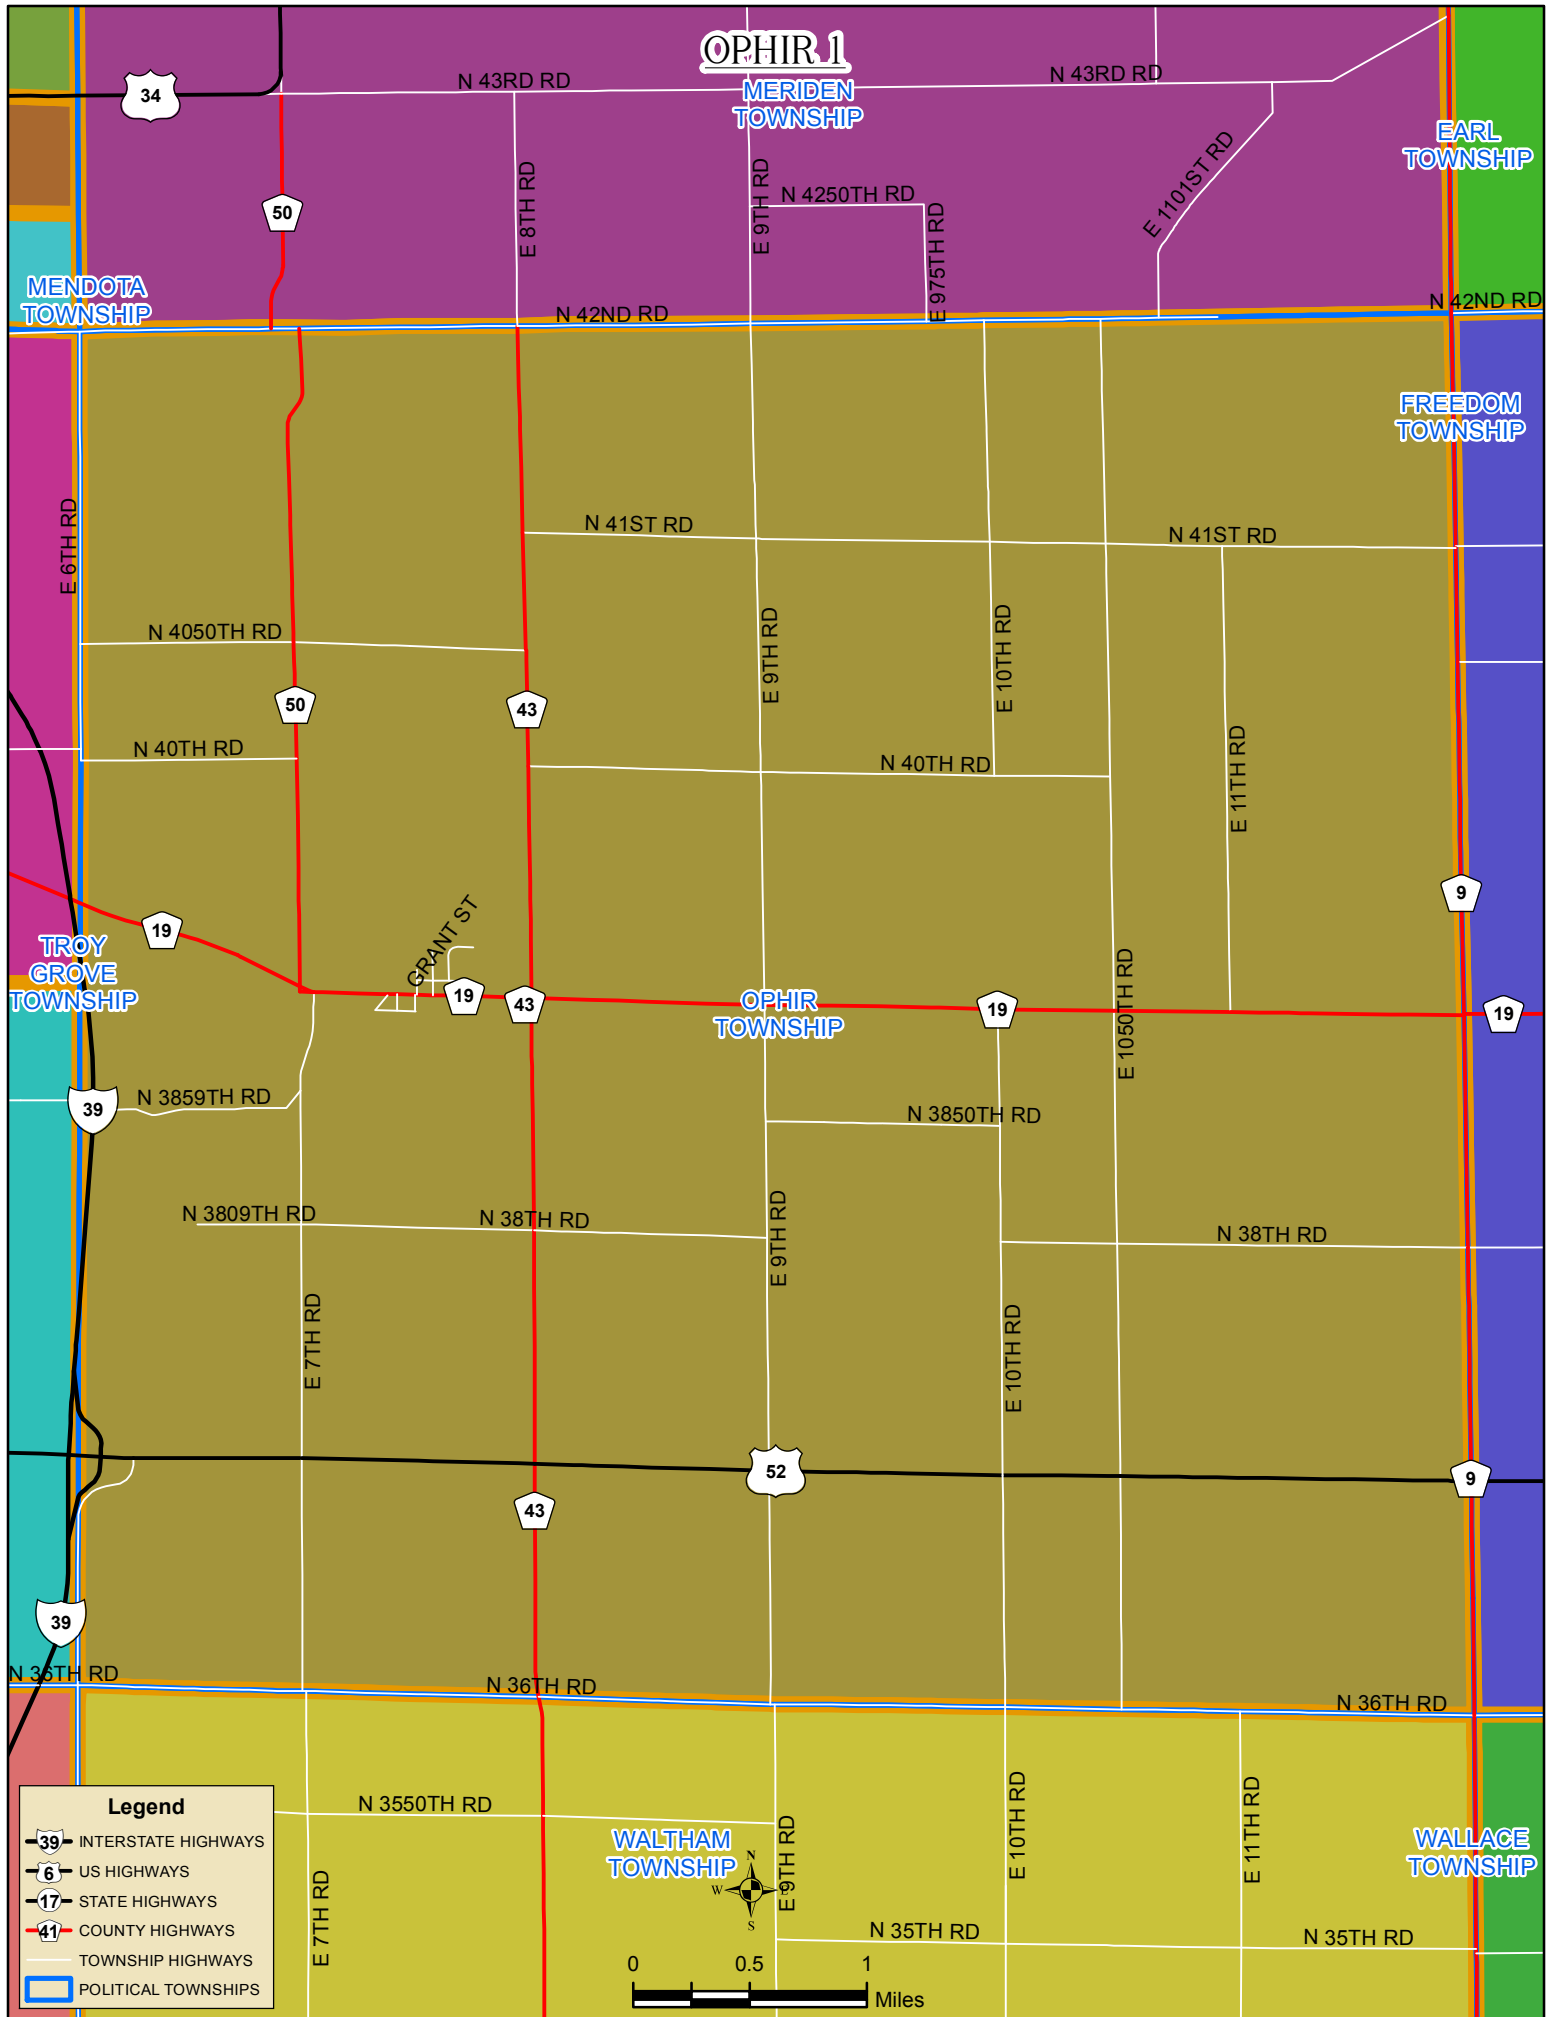 OPHIR 1
N 43RD RD
N 43RD RD
34
MERIDEN
TOWNSHIP
EARL
TOWNSHIP
50
E 8TH RD
E 9TH RD
N 4250TH RD
E 975TH RD
E 1101ST RD
MENDOTA
TOWNSHIP
N 42ND RD
N 42ND RD
FREEDOM
TOWNSHIP
E 6TH RD
N 41ST RD
N 41ST RD
N 4050TH RD
E 9TH RD
E 10TH RD
50
43
N 40TH RD
N 40TH RD
E 11TH RD
9
19
GRANT ST
TROY
GROVE
TOWNSHIP
19
43
OPHIR
TOWNSHIP
19
E 1050TH RD
19
N 3859TH RD
39
N 3850TH RD
N 3809TH RD
N 38TH RD
E 9TH RD
N 38TH RD
E 7TH RD
E 10TH RD
52
9
43
39
N 36TH RD
N 36TH RD
N 36TH RD
N 3550TH RD
WALTHAM
TOWNSHIP
E 9TH RD
E 10TH RD
E 11TH RD
WALLACE
TOWNSHIP
E 7TH RD
N
W E
S
N 35TH RD
N 35TH RD
Legend
39 INTERSTATE HIGHWAYS
6 US HIGHWAYS
17 STATE HIGHWAYS
41 COUNTY HIGHWAYS
TOWNSHIP HIGHWAYS
POLITICAL TOWNSHIPS
0 0.5 1
Miles